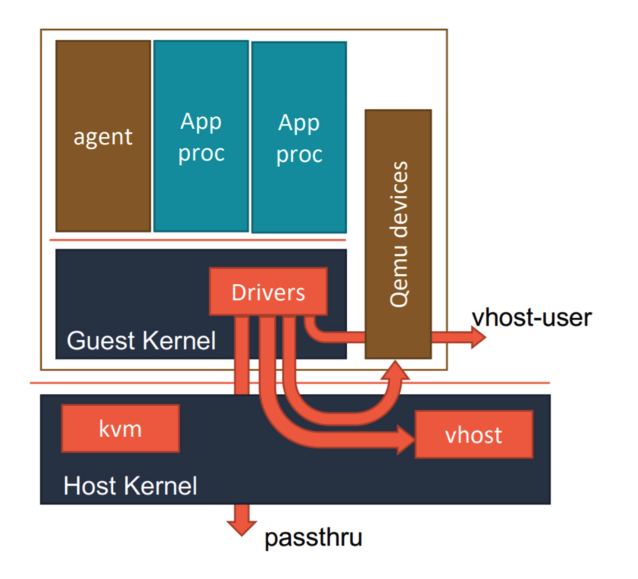 agent
App
proc
App
proc
Qemu devices
Drivers
Guest Kernel
vhost-user
kvm
vhost
Host Kernel
passthru